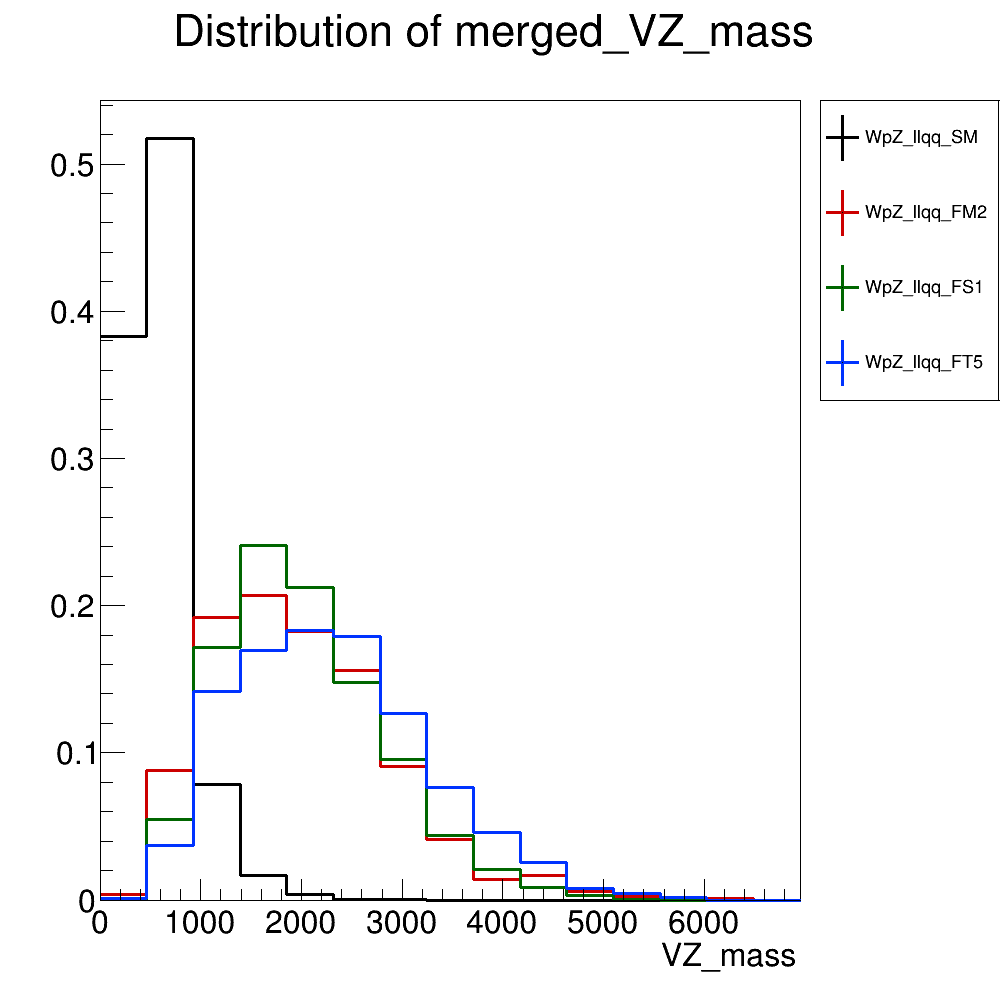 Distribution of merged_VZ_mass
0.5
0.4
0.3
0.2
0.1
0
0 1000 2000 3000 4000 5000 6000
VZ_mass
WpZ_llqq_SM
WpZ_llqq_FM2
WpZ_llqq_FS1
WpZ_llqq_FT5